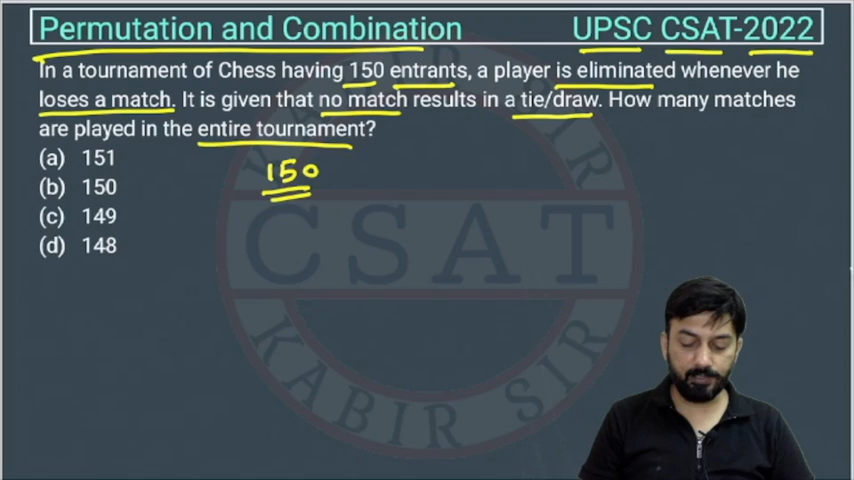 Permutation and Combination UPSC CSAT-2022
In a tournament of Chess having 150 entrants, a player is eliminated whenever he
loses a match. It is given that no match results in a tie/draw. How many matches
are played in the entire tournament?
(a) 151
150
(b) 150
(c) 149
(d) 148
KABIR SIR
CSAT
KABIR SIR